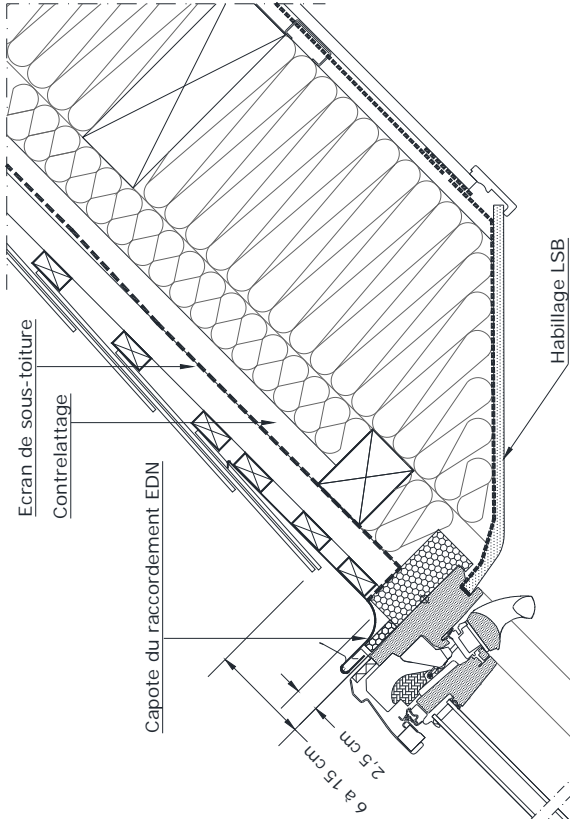 Ecran de sous-toiture
Contrelattage
Capote du raccordement EDN
6 à 15 cm
2,5 cm
Habillage LSB